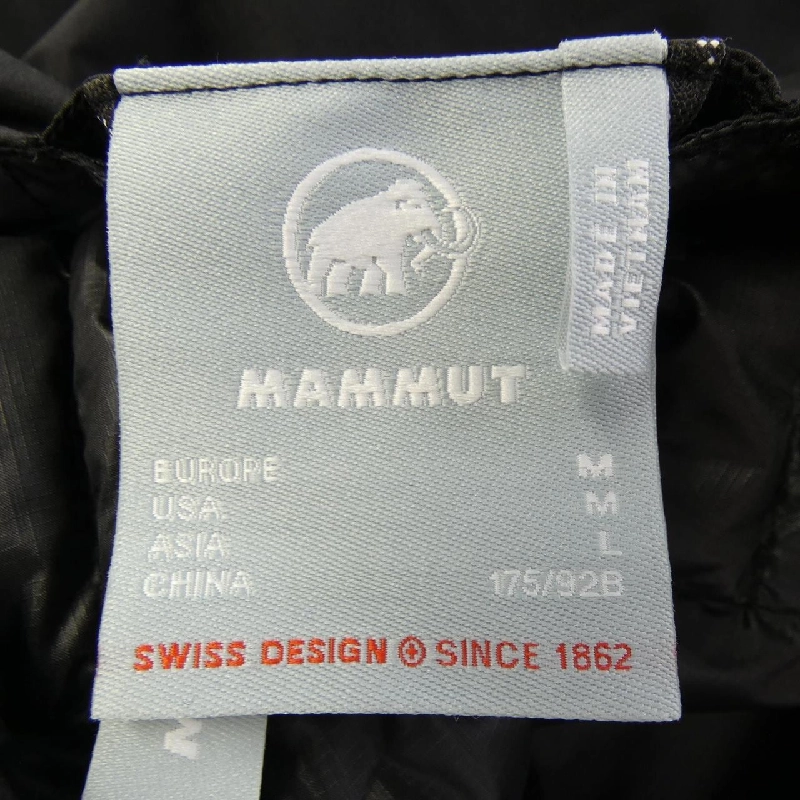 MADE IN
VIETNAM
MAMMUT
EUROPE M
USA M
ASIA L
CHINA 175/92B
SWISS DESIGN SINCE 1862